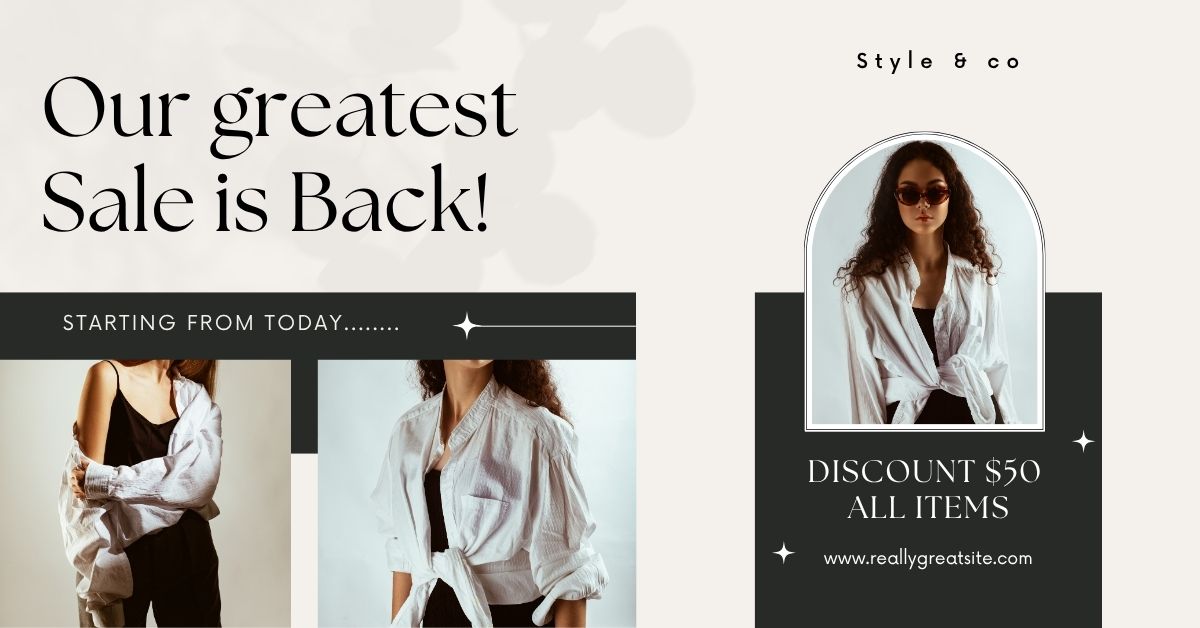 Our greatest
Sale is Back!
STARTING FROM TODAY........
Style & co
DISCOUNT $50
ALL ITEMS
www.reallygreatsite.com